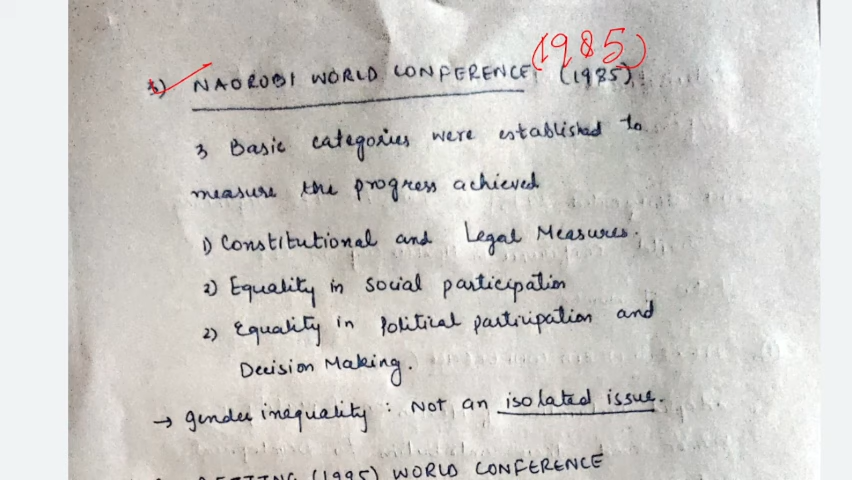 (1985)
3) NAOROBI WORLD CONFERENCE: (1985)
3 Basic categories were established to
measure the progress achieved
1) Constitutional and Legal Measures.
2) Equality in social participation
2) Equality in Political participation and
Decision Making.
→ Gender inequality : Not an isolated issue.
(1995) WORLD CONFERENCE